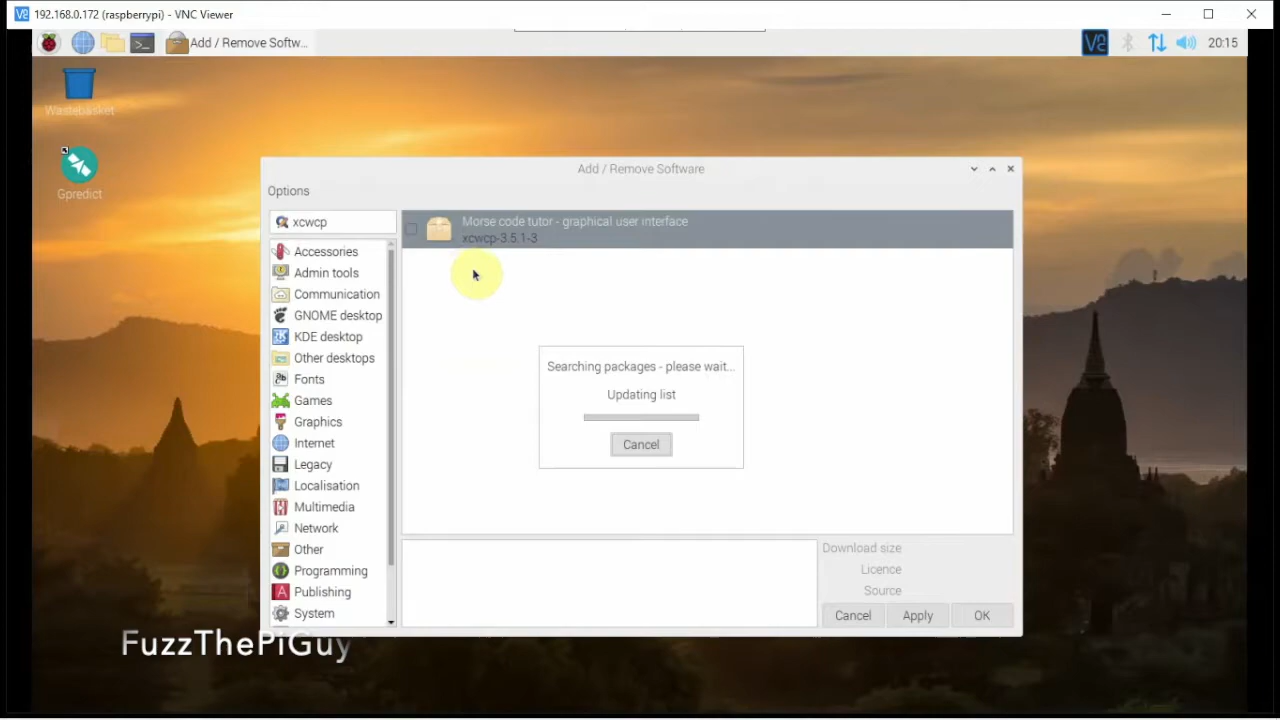 192.168.0.172 (raspberrypi) - VNC Viewer
Add / Remove Softw...
20:15
Wastebasket
Gpredict
Add / Remove Software
Options
xcwcp
Morse code tutor - graphical user interface
xcwcp-3.5.1-3
Accessories
Admin tools
Communication
GNOME desktop
KDE desktop
Other desktops
Fonts
Games
Graphics
Internet
Legacy
Localisation
Multimedia
Network
Other
Programming
Publishing
System
Searching packages - please wait...
Updating list
Cancel
Download size
Licence
Source
Cancel
Apply
OK
FuzzThePiGuy